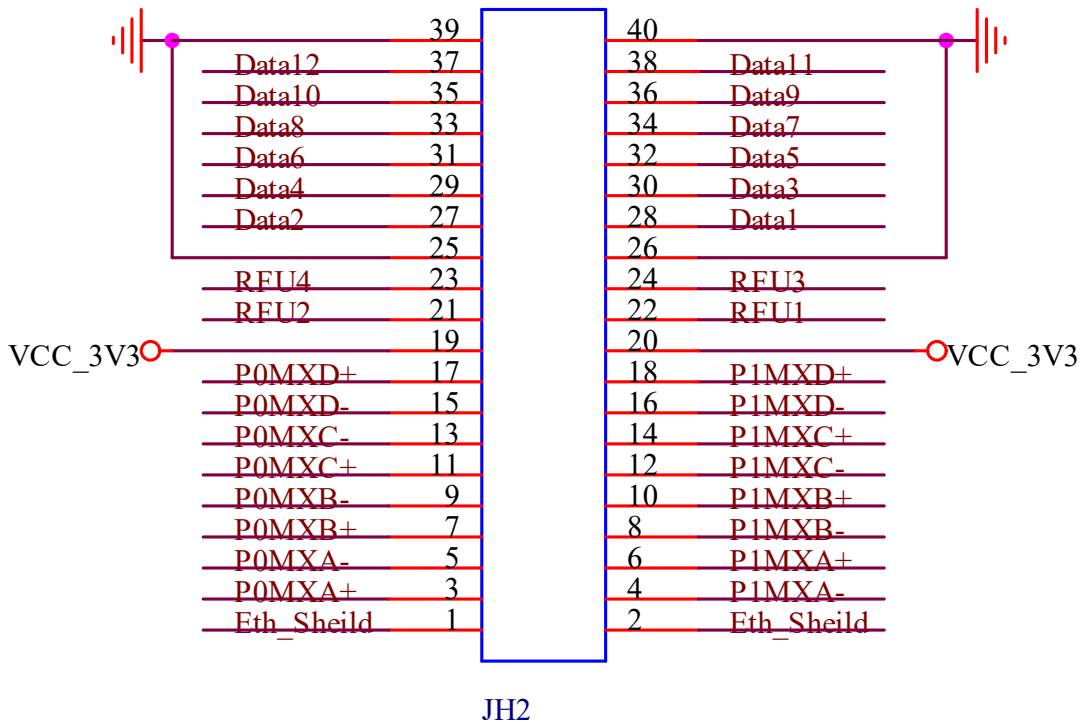 39 40
Data12 37 38 Data11
Data10 35 36 Data9
Data8 33 34 Data7
Data6 31 32 Data5
Data4 29 30 Data3
Data2 27 28 Data1
25 26
RFU4 23 24 RFU3
RFU2 21 22 RFU1
VCC_3V3 19 20 VCC_3V3
P0MXD+ 17 18 P1MXD+
P0MXD- 15 16 P1MXD-
P0MXC- 13 14 P1MXC+
P0MXC+ 11 12 P1MXC-
P0MXB- 9 10 P1MXB+
P0MXB+ 7 8 P1MXB-
P0MXA- 5 6 P1MXA+
P0MXA+ 3 4 P1MXA-
Eth_Sheild 1 2 Eth_Sheild
JH2